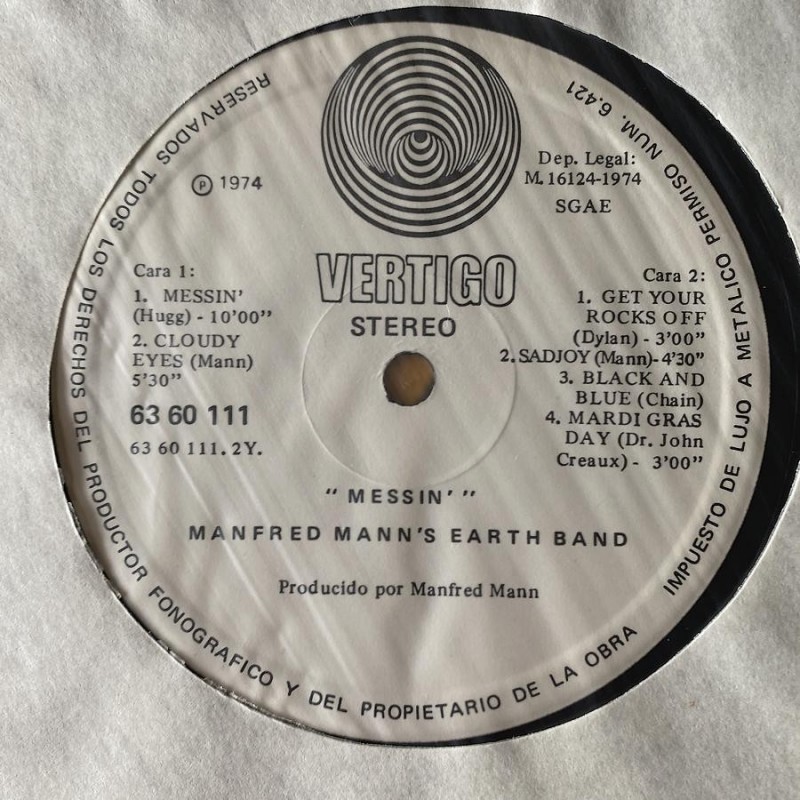 RESERVADOS TODOS LOS DERECHOS DEL PRODUCTOR FONOGRAFICO Y DEL PROPIETARIO DE LA OBRA
IMPUESTO DE LUJO A METALICO PERMISO NUM. 6.421
Ⓟ 1974
Dep. Legal:
M. 16124-1974
SGAE
VERTIGO
STEREO
Cara 1:
1. MESSIN'
(Hugg) - 10'00"
2. CLOUDY
EYES (Mann)
5'30"
63 60 111
63 60 111. 2Y.
Cara 2:
1. GET YOUR
ROCKS OFF
(Dylan) - 3'00"
2. SADJOY (Mann)- 4'30"
3. BLACK AND
BLUE (Chain)
4. MARDI GRAS
DAY (Dr. John
Creaux) - 3'00"
"MESSIN'"
MANFRED MANN'S EARTH BAND
Producido por Manfred Mann